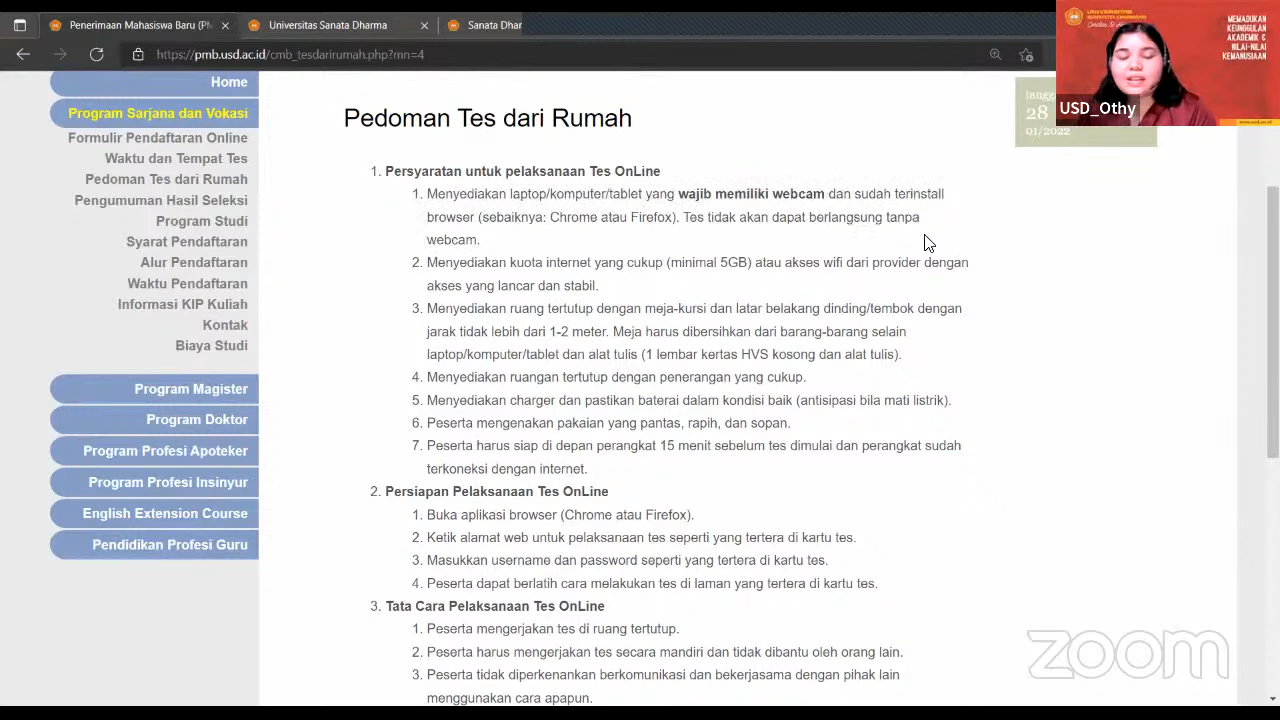 Penerimaan Mahasiswa Baru (PM
Universitas Sanata Dharma
Sanata Dhar
https://pmb.usd.ac.id/cmb_tesdarirumah.php?mn=4
UNIVERSITAS
SANATA DHARMA
MEMADUKAN
KEUNGGULAN
AKADEMIK &
NILAI-NILAI
KEMANUSIAAN
USD_Othy
28
01/2022
Home
Program Sarjana dan Vokasi
Formulir Pendaftaran Online
Waktu dan Tempat Tes
Pedoman Tes dari Rumah
Pengumuman Hasil Seleksi
Program Studi
Syarat Pendaftaran
Alur Pendaftaran
Waktu Pendaftaran
Informasi KIP Kuliah
Kontak
Biaya Studi
Program Magister
Program Doktor
Program Profesi Apoteker
Program Profesi Insinyur
English Extension Course
Pendidikan Profesi Guru
Pedoman Tes dari Rumah
1. Persyaratan untuk pelaksanaan Tes OnLine
1. Menyediakan laptop/komputer/tablet yang wajib memiliki webcam dan sudah terinstall
browser (sebaiknya: Chrome atau Firefox). Tes tidak akan dapat berlangsung tanpa
webcam.
2. Menyediakan kuota internet yang cukup (minimal 5GB) atau akses wifi dari provider dengan
akses yang lancar dan stabil.
3. Menyediakan ruang tertutup dengan meja-kursi dan latar belakang dinding/tembok dengan
jarak tidak lebih dari 1-2 meter. Meja harus dibersihkan dari barang-barang selain
laptop/komputer/tablet dan alat tulis (1 lembar kertas HVS kosong dan alat tulis).
4. Menyediakan ruangan tertutup dengan penerangan yang cukup.
5. Menyediakan charger dan pastikan baterai dalam kondisi baik (antisipasi bila mati listrik).
6. Peserta mengenakan pakaian yang pantas, rapih, dan sopan.
7. Peserta harus siap di depan perangkat 15 menit sebelum tes dimulai dan perangkat sudah
terkoneksi dengan internet.
2. Persiapan Pelaksanaan Tes OnLine
1. Buka aplikasi browser (Chrome atau Firefox).
2. Ketik alamat web untuk pelaksanaan tes seperti yang tertera di kartu tes.
3. Masukkan username dan password seperti yang tertera di kartu tes.
4. Peserta dapat berlatih cara melakukan tes di laman yang tertera di kartu tes.
3. Tata Cara Pelaksanaan Tes OnLine
1. Peserta mengerjakan tes di ruang tertutup.
2. Peserta harus mengerjakan tes secara mandiri dan tidak dibantu oleh orang lain.
3. Peserta tidak diperkenankan berkomunikasi dan bekerjasama dengan pihak lain
menggunakan cara apapun.
zoom